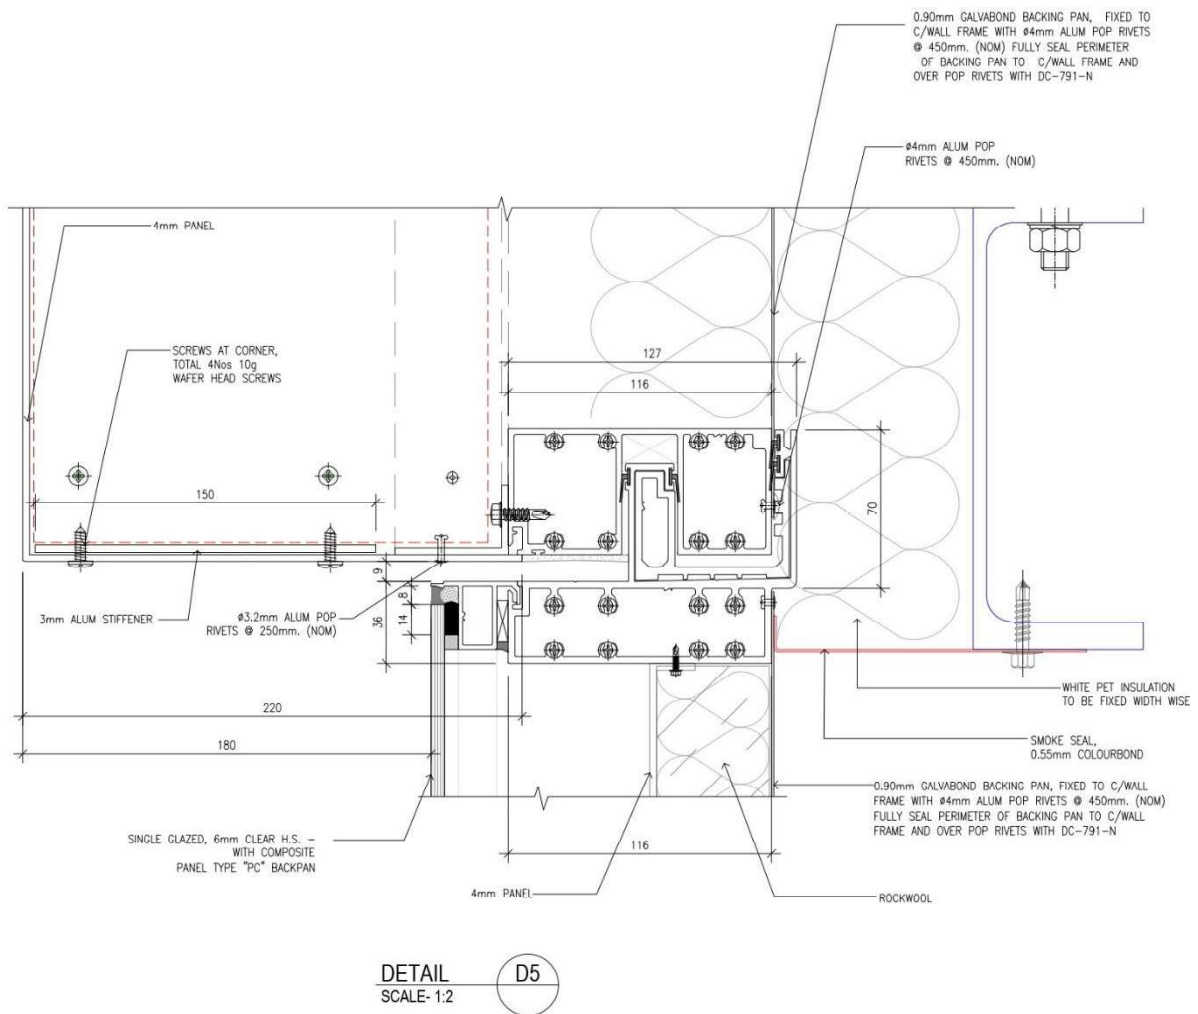 0.90mm GALVABOND BACKING PAN, FIXED TO
C/WALL FRAME WITH ø4mm ALUM POP RIVETS
@ 450mm. (NOM) FULLY SEAL PERIMETER
OF BACKING PAN TO C/WALL FRAME AND
OVER POP RIVETS WITH DC-791-N
ø4mm ALUM POP
RIVETS @ 450mm. (NOM)
4mm PANEL
SCREWS AT CORNER,
TOTAL 4Nos 10g
WAFER HEAD SCREWS
127
116
150
70
9
8
14
36
3mm ALUM STIFFENER
ø3.2mm ALUM POP
RIVETS @ 250mm. (NOM)
220
180
WHITE PET INSULATION
TO BE FIXED WIDTH WISE
SMOKE SEAL,
0.55mm COLOURBOND
0.90mm GALVABOND BACKING PAN, FIXED TO C/WALL
FRAME WITH ø4mm ALUM POP RIVETS @ 450mm. (NOM)
FULLY SEAL PERIMETER OF BACKING PAN TO C/WALL
FRAME AND OVER POP RIVETS WITH DC-791-N
SINGLE GLAZED, 6mm CLEAR H.S. -
WITH COMPOSITE
PANEL TYPE "PC" BACKPAN
116
4mm PANEL
ROCKWOOL
DETAIL D5
SCALE- 1:2